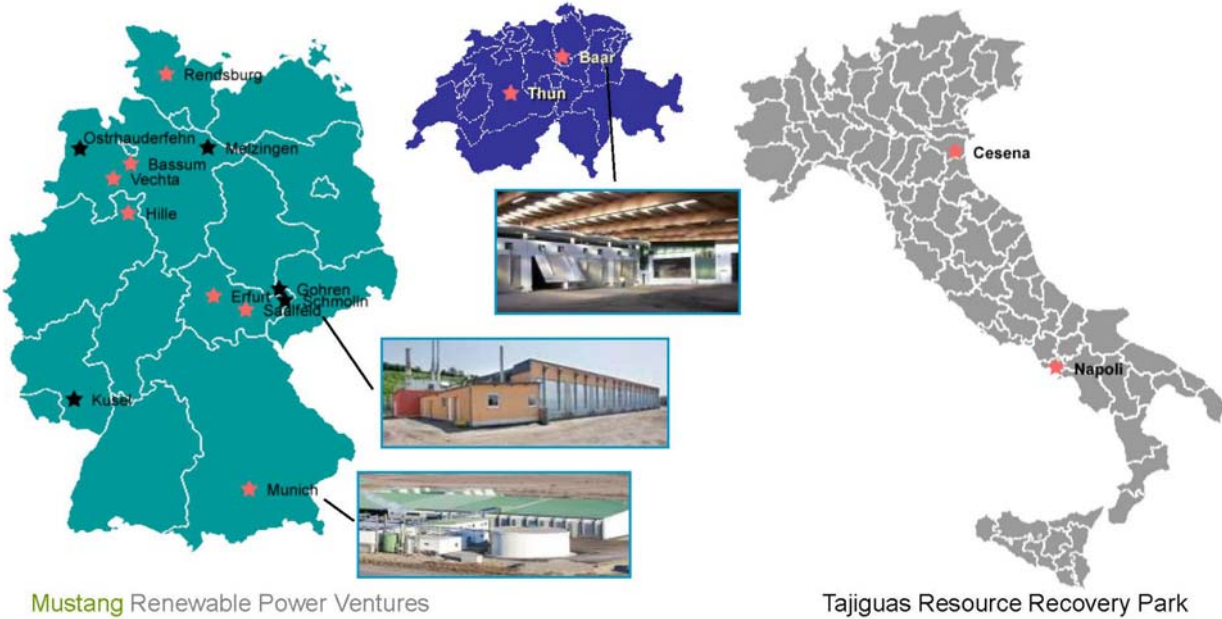 Rendsburg
Ostrhauderfehn
Melzingen
Bassum
Vechta
Hille
Gohren
Erfurt
Schmolln
Saalfeld
Kusel
Munich
Baar
Thun
Cesena
Napoli
Mustang Renewable Power Ventures
Tajiguas Resource Recovery Park